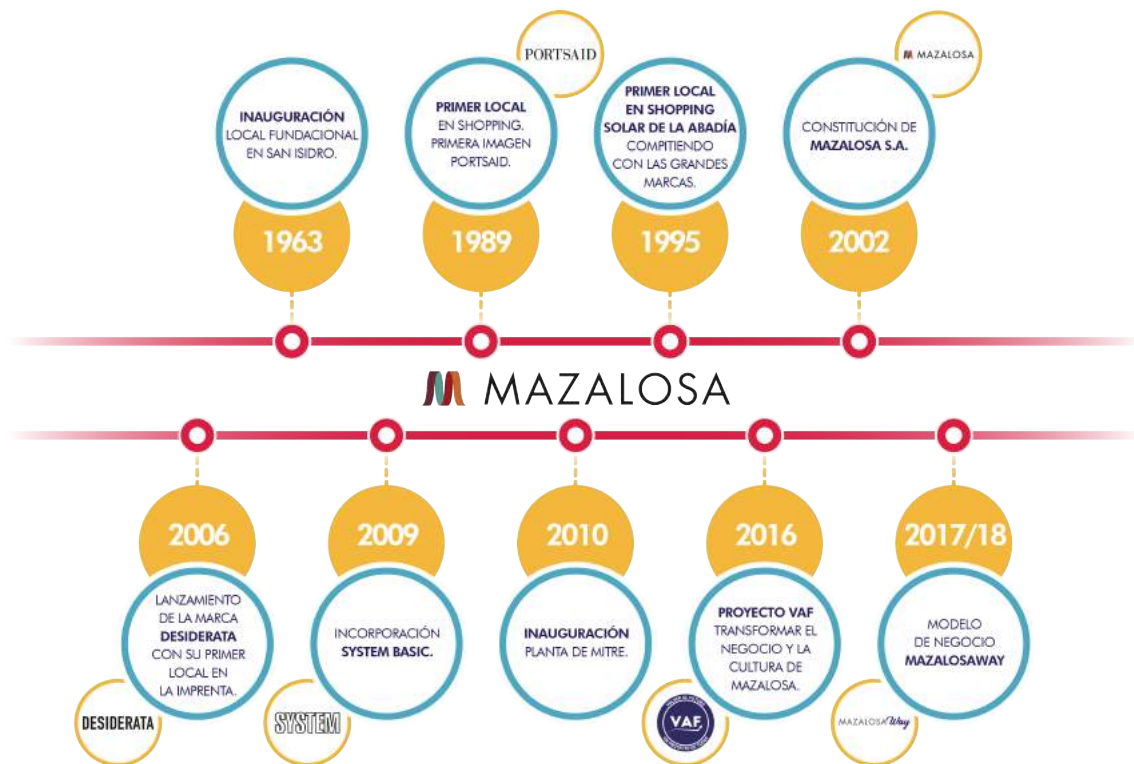 PORTSAID
MAZALOSA
INAUGURACIÓN
LOCAL FUNDACIONAL
EN SAN ISIDRO.
1963
PRIMER LOCAL
EN SHOPPING.
PRIMERA IMAGEN
PORTSAID.
1989
PRIMER LOCAL
EN SHOPPING
SOLAR DE LA ABADÍA
COMPITIENDO
CON LAS GRANDES
MARCAS.
1995
CONSTITUCIÓN DE
MAZALOSA S.A.
2002
MAZALOSA
2006
LANZAMIENTO
DE LA MARCA
DESIDERATA
CON SU PRIMER
LOCAL EN
LA IMPRENTA.
DESIDERATA
2009
INCORPORACIÓN
SYSTEM BASIC.
SYSTEM
2010
INAUGURACIÓN
PLANTA DE MITRE.
2016
PROYECTO VAF
TRANSFORMAR EL
NEGOCIO Y LA
CULTURA DE
MAZALOSA.
VAF
2017/18
MODELO
DE NEGOCIO
MAZALOSAWAY
MAZALOSA Way